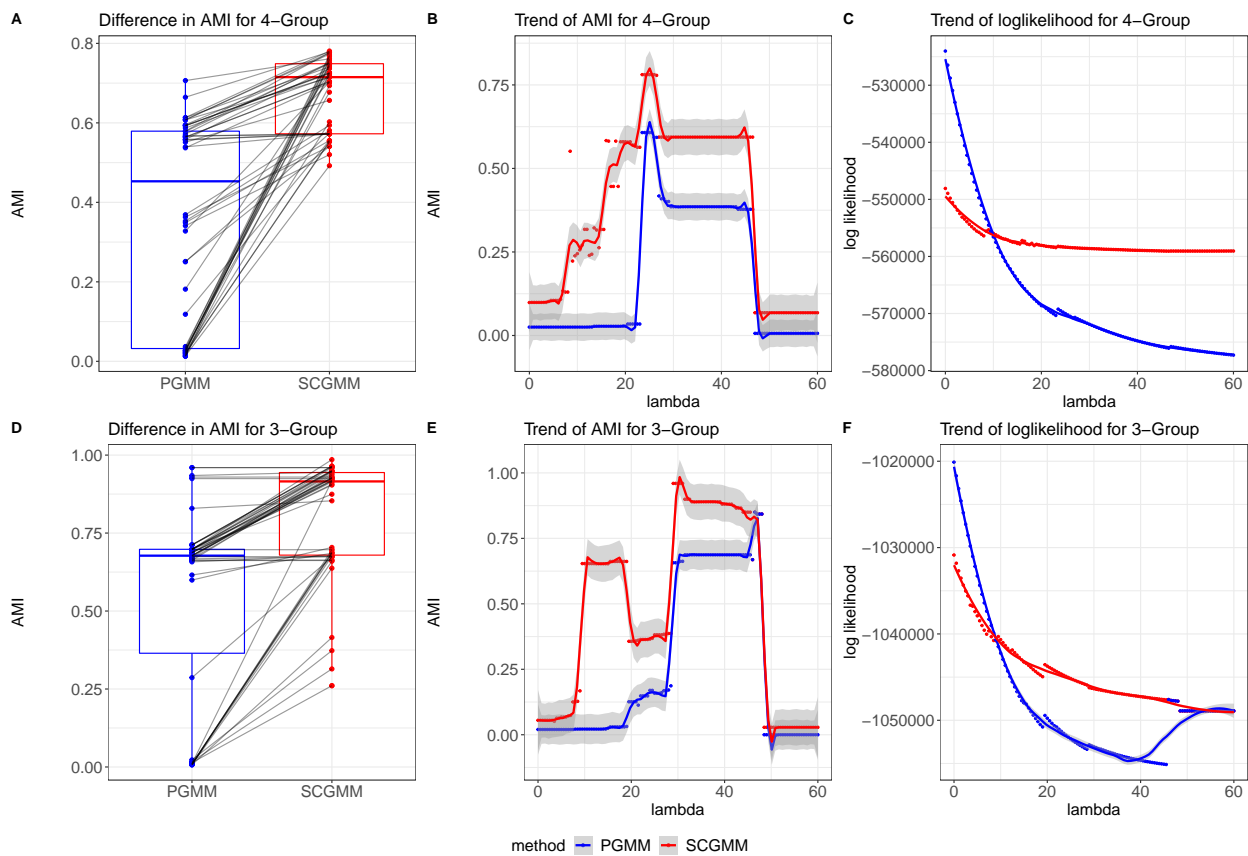 A
Difference in AMI for 4−Group
0.8
0.6
0.4
0.2
0.0
AMI
PGMM
SCGMM
B
Trend of AMI for 4−Group
0.75
0.50
0.25
0.00
AMI
0
20
40
60
lambda
C
Trend of loglikelihood for 4−Group
−530000
−540000
−550000
−560000
−570000
−580000
log likelihood
0
20
40
60
lambda
D
Difference in AMI for 3−Group
1.00
0.75
0.50
0.25
0.00
AMI
PGMM
SCGMM
E
Trend of AMI for 3−Group
1.00
0.75
0.50
0.25
0.00
AMI
0
20
40
60
lambda
F
Trend of loglikelihood for 3−Group
−1020000
−1030000
−1040000
−1050000
log likelihood
0
20
40
60
lambda
method PGMM SCGMM